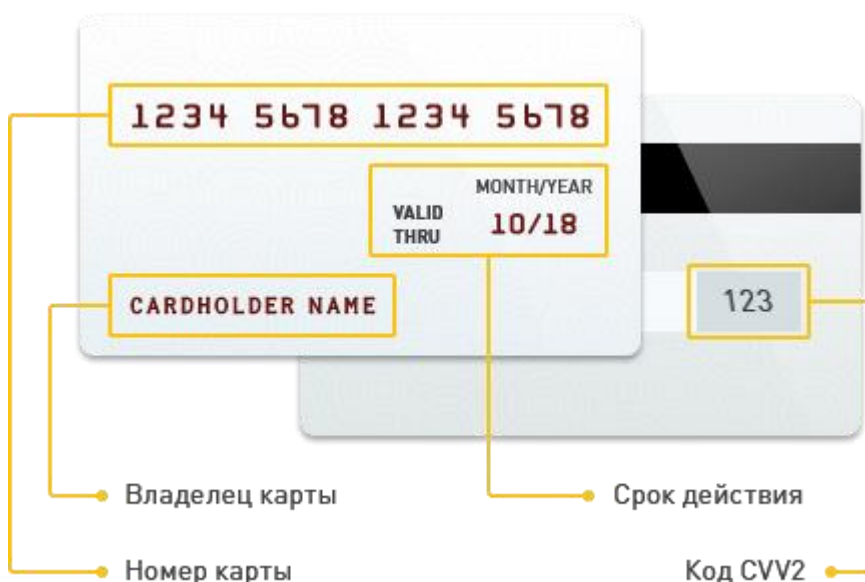 1234 5678 1234 5678
MONTH/YEAR
VALID
THRU
10/18
CARDHOLDER NAME
123
Владелец карты
Срок действия
Номер карты
Код CVV2